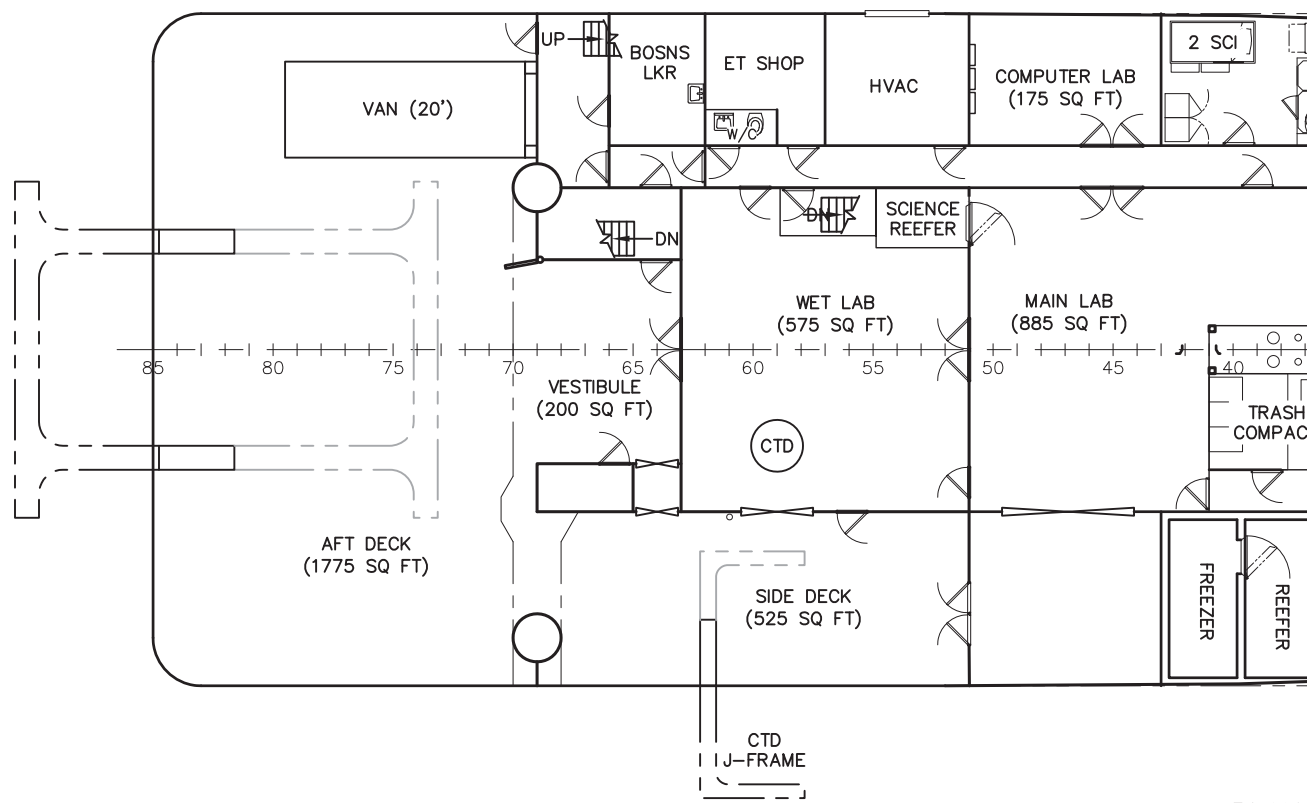 UP
BOSNS
LKR
ET SHOP
HVAC
COMPUTER LAB
(175 SQ FT)
2 SCI
VAN (20')
W/C
DN
DN
SCIENCE
REEFER
WET LAB
(575 SQ FT)
MAIN LAB
(885 SQ FT)
85 80 75 70 65 60 55 50 45 40
VESTIBULE
(200 SQ FT)
TRASH
COMPAC
CTD
AFT DECK
(1775 SQ FT)
SIDE DECK
(525 SQ FT)
FREEZER
REEFER
CTD
J-FRAME